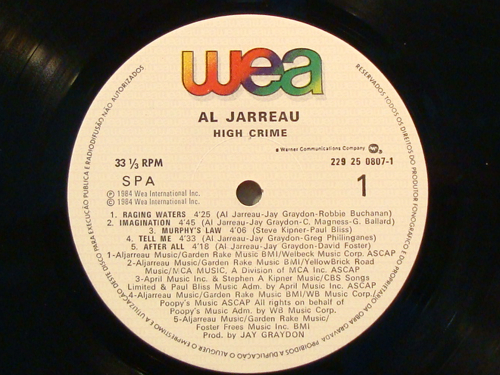 wea
AL JARREAU
HIGH CRIME
a Warner Communications Company
33 1/3 RPM
229 25 0807-1
SPA
1
℗ 1984 Wea International Inc.
© 1984 Wea International Inc.
1. RAGING WATERS 4'25 (Al Jarreau-Jay Graydon-Robbie Buchanan)
2. IMAGINATION 4'45 (Al Jarreau-Jay Graydon-C. Magness-G. Ballard)
3. MURPHY'S LAW 4'06 (Steve Kipner-Paul Bliss)
4. TELL ME 4'33 (Al Jarreau-Jay Graydon-Greg Phillinganes)
5. AFTER ALL 4'18 (Al Jarreau-Jay Graydon-David Foster)
1-Aljarreau Music/Garden Rake Music BMI/Welbeck Music Corp. ASCAP
2-Aljarreau Music/Garden Rake Music BMI/YellowBrick Road
Music/MCA MUSIC, A Division of MCA Inc. ASCAP
3-April Music Inc. & Stephen A Kipner Music/CBS Songs
Limited & Paul Bliss Music Adm. by April Music Inc. ASCAP
4-Aljarreau Music/Garden Rake Music BMI/WB Music Corp./
Poopy's Music ASCAP All rights on behalf of
Poopy's Music Adm. by WB Music Corp.
5-Aljarreau Music/Garden Rake Music/
Foster Frees Music Inc. BMI
Prod. by JAY GRAYDON
RESERVADOS TODOS OS DIREITOS DO PRODUTOR FONOGRÁFICO E DO PROPRIETÁRIO DA OBRA GRAVADA PROIBIDOS A DUPLICAÇÃO O ALUGUER O EMPRÉSTIMO E A UTILIZAÇÃO DESTE DISCO PARA EXECUÇÃO PÚBLICA E RADIODIFUSÃO NÃO AUTORIZADOS